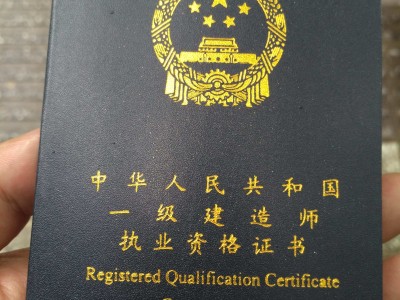 中华人民共和国
一级建造师
执业资格证书
Registered Qualification Certificate